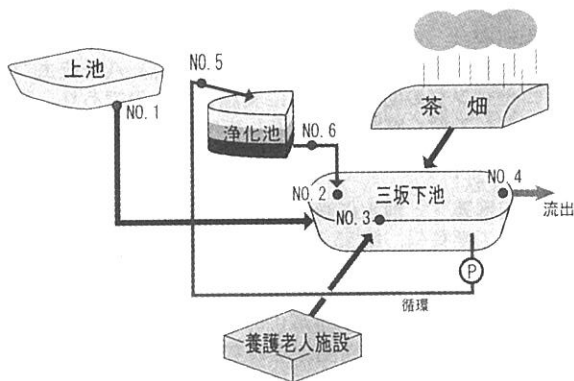 上池
NO.5
NO.1
浄化池
NO.6
茶畑
NO.4
NO.2
三坂下池
流出
NO.3
P
循環
養護老人施設